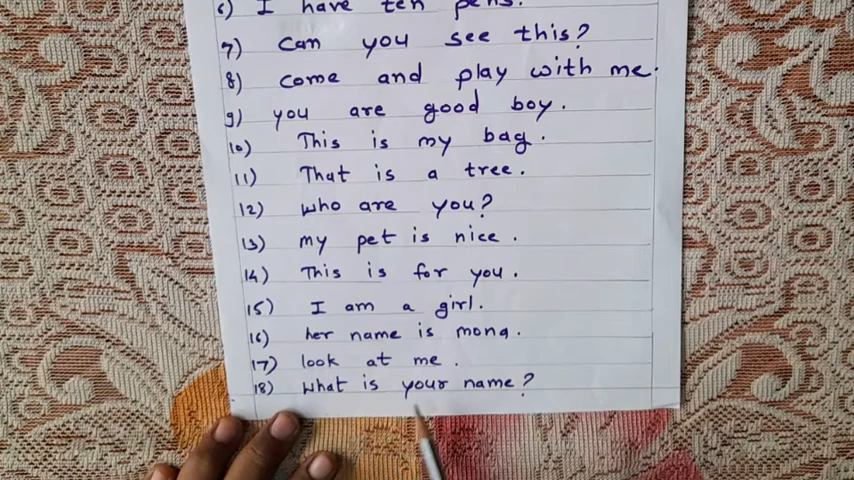 6) I have ten pens.
7) can you see this?
8) come and play with me.
9) you are good boy.
10) This is my bag.
11) That is a tree.
12) who are you?
13) my pet is nice.
14) This is for you.
15) I am a girl.
16) her name is mona.
17) look at me.
18) what is your name?